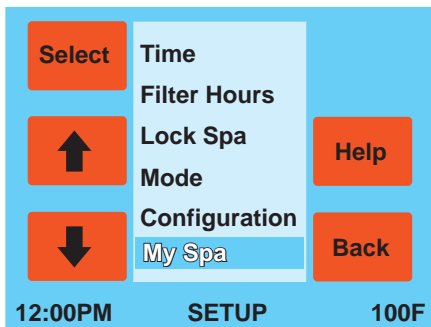 Select
Time
Filter Hours
Lock Spa
Mode
Configuration
My Spa
Help
Back
12:00PM SETUP 100F